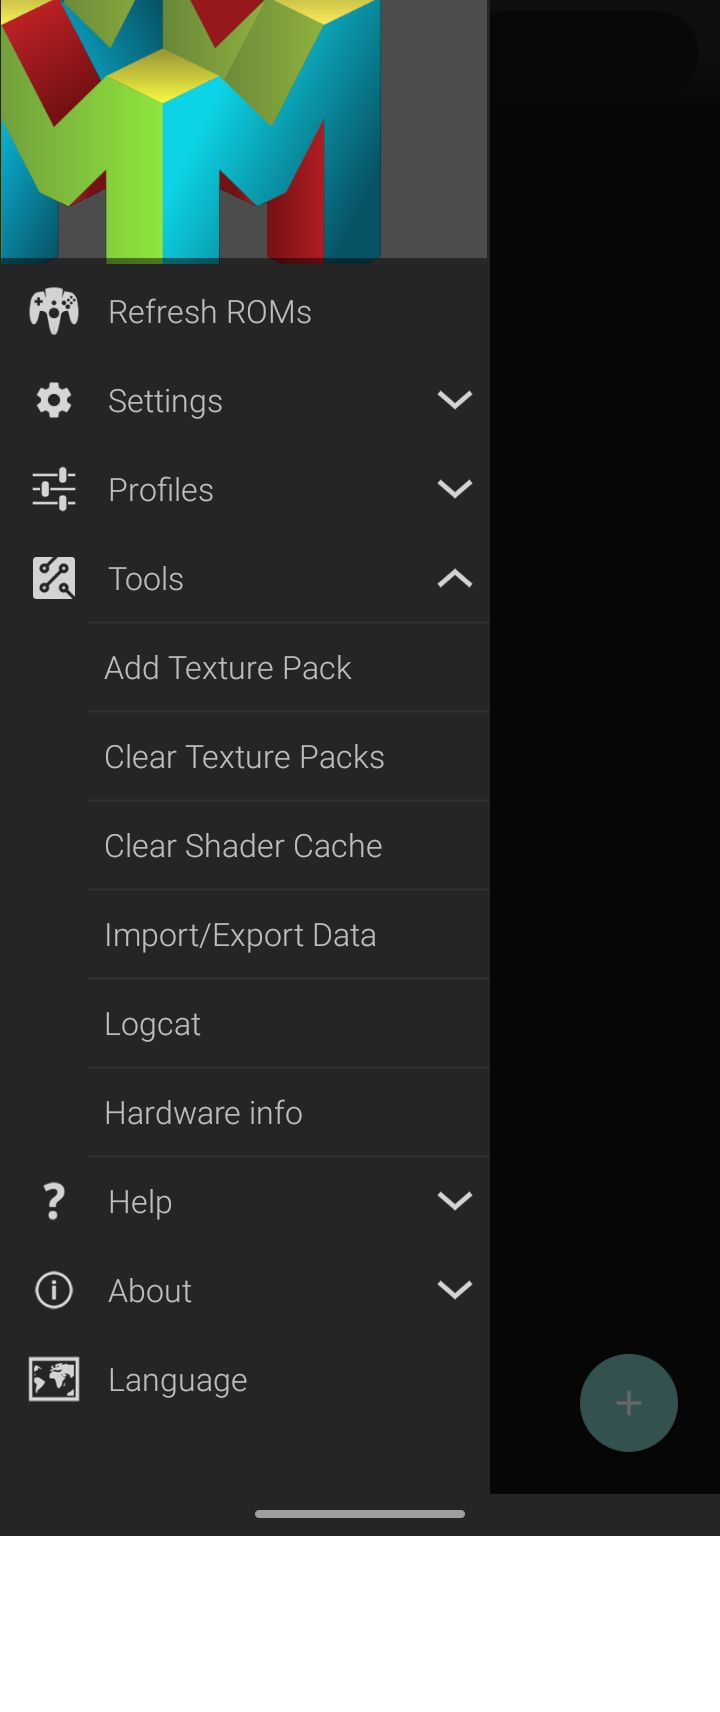 Refresh ROMs
Settings
Profiles
Tools
Add Texture Pack
Clear Texture Packs
Clear Shader Cache
Import/Export Data
Logcat
Hardware info
Help
About
Language